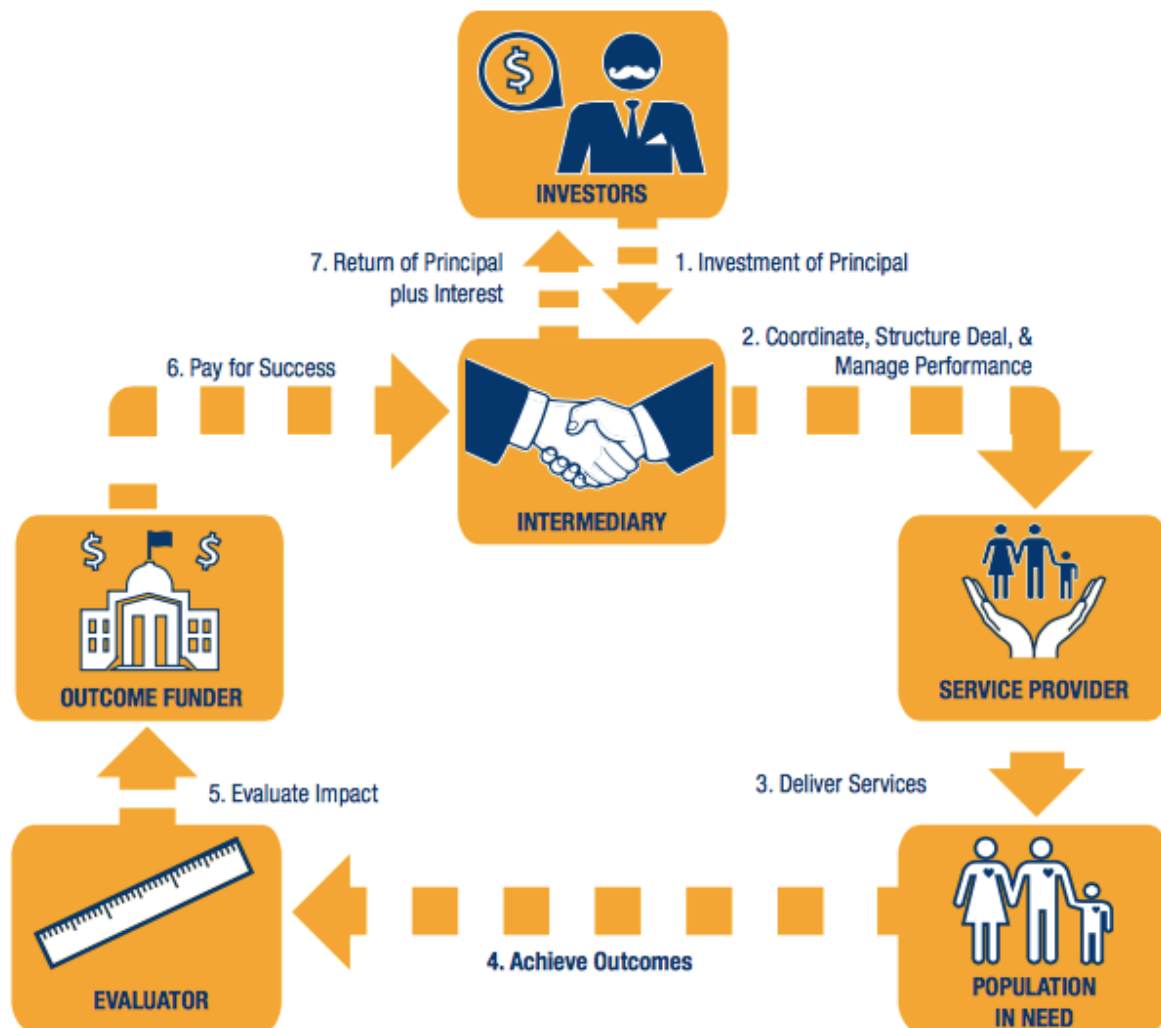 $
INVESTORS
7. Return of Principal
plus Interest
1. Investment of Principal
2. Coordinate, Structure Deal, &
Manage Performance
6. Pay for Success
INTERMEDIARY
$ $
OUTCOME FUNDER
SERVICE PROVIDER
3. Deliver Services
5. Evaluate Impact
4. Achieve Outcomes
EVALUATOR
POPULATION
IN NEED